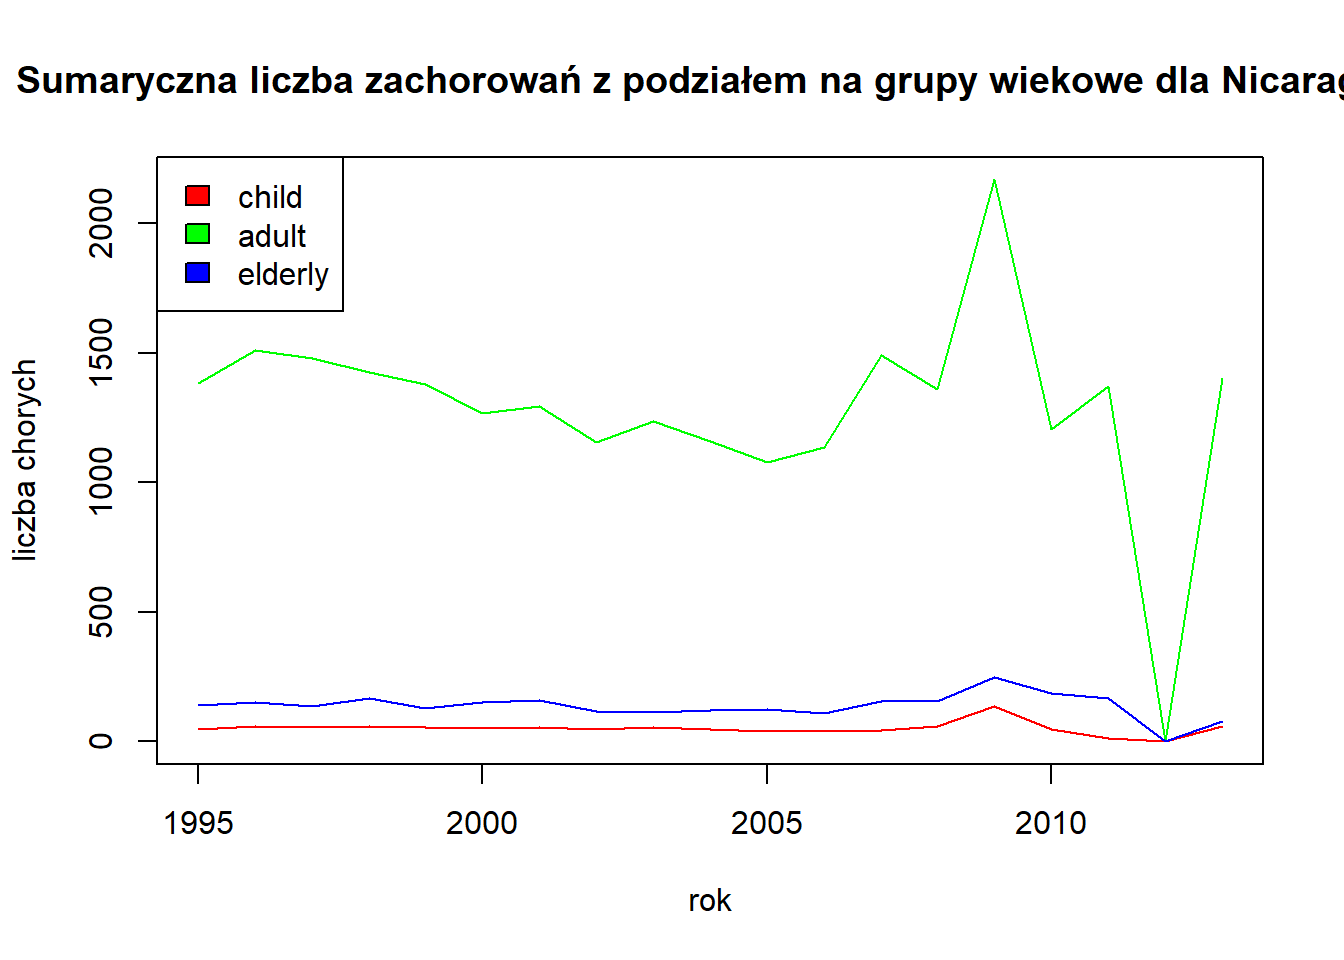 Sumaryczna liczba zachorowań z podziałem na grupy wiekowe dla Nicarag
child
adult
elderly
liczba chorych
2000
1500
1000
500
0
1995 2000 2005 2010
rok